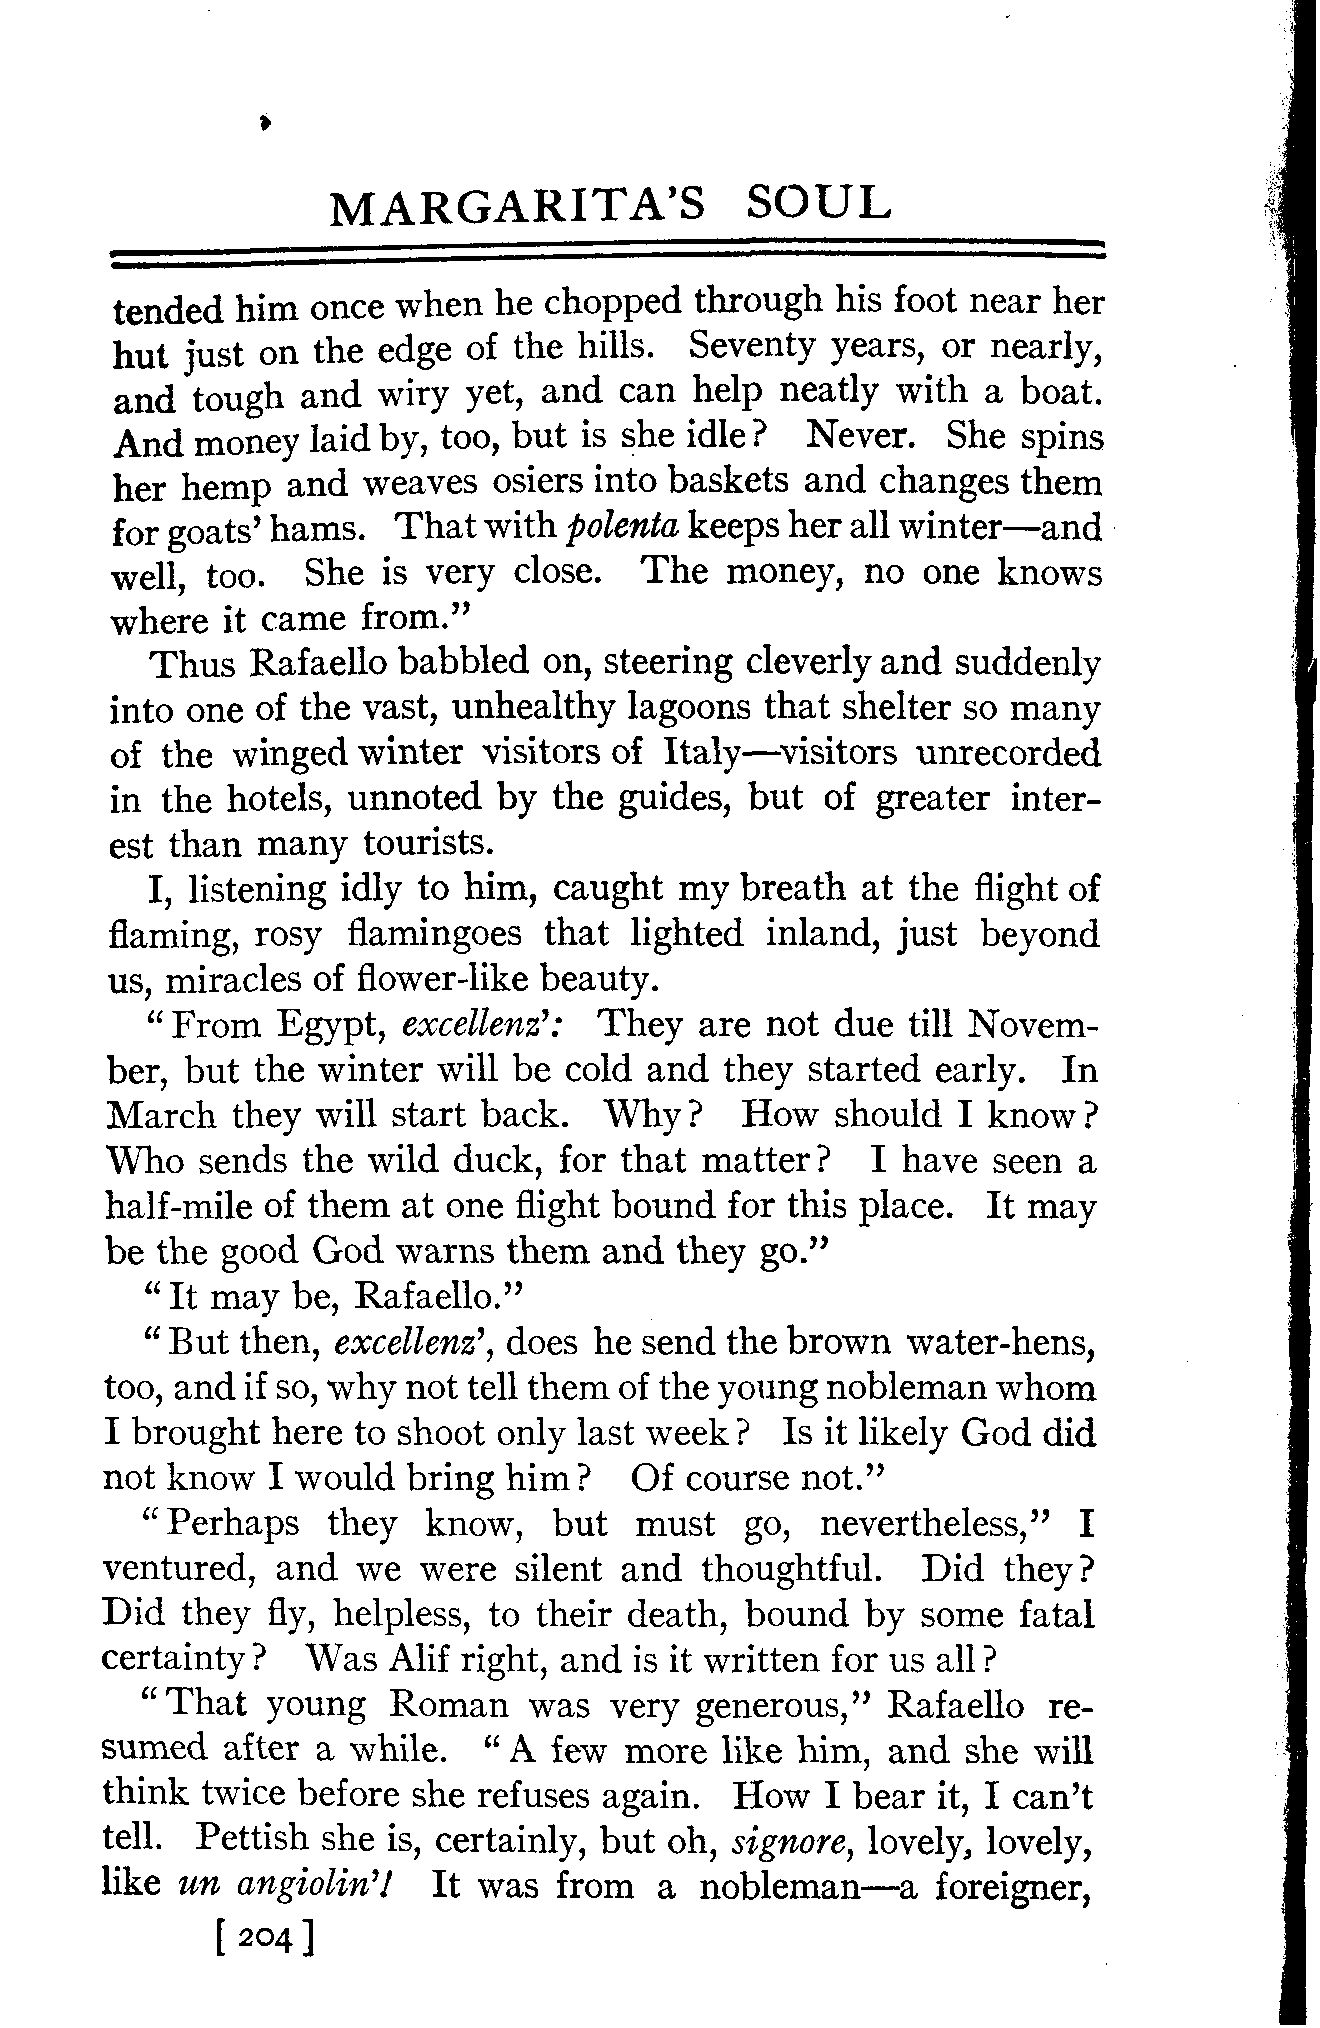 MARGARITA'S SOUL
tended him once when he chopped through his foot near her
hut just on the edge of the hills. Seventy years, or nearly,
and tough and wiry yet, and can help neatly with a boat.
And money laid by, too, but is she idle? Never. She spins
her hemp and weaves osiers into baskets and changes them
for goats' hams. That with polenta keeps her all winter—and
well, too. She is very close. The money, no one knows
where it came from."
Thus Rafaello babbled on, steering cleverly and suddenly
into one of the vast, unhealthy lagoons that shelter so many
of the winged winter visitors of Italy—visitors unrecorded
in the hotels, unnoted by the guides, but of greater inter-
est than many tourists.
I, listening idly to him, caught my breath at the flight of
flaming, rosy flamingoes that lighted inland, just beyond
us, miracles of flower-like beauty.
"From Egypt, excellenz': They are not due till Novem-
ber, but the winter will be cold and they started early. In
March they will start back. Why? How should I know?
Who sends the wild duck, for that matter? I have seen a
half-mile of them at one flight bound for this place. It may
be the good God warns them and they go."
"It may be, Rafaello."
"But then, excellenz', does he send the brown water-hens,
too, and if so, why not tell them of the young nobleman whom
I brought here to shoot only last week? Is it likely God did
not know I would bring him? Of course not."
"Perhaps they know, but must go, nevertheless," I
ventured, and we were silent and thoughtful. Did they?
Did they fly, helpless, to their death, bound by some fatal
certainty? Was Alif right, and is it written for us all?
"That young Roman was very generous," Rafaello re-
sumed after a while. "A few more like him, and she will
think twice before she refuses again. How I bear it, I can't
tell. Pettish she is, certainly, but oh, signore, lovely, lovely,
like un angiolin'! It was from a nobleman—a foreigner,
[ 204 ]